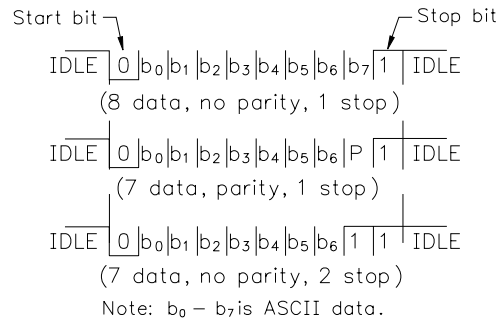 Start bit Stop bit
IDLE 0 b₀ b₁ b₂ b₃ b₄ b₅ b₆ b₇ 1 IDLE
(8 data, no parity, 1 stop)
IDLE 0 b₀ b₁ b₂ b₃ b₄ b₅ b₆ P 1 IDLE
(7 data, parity, 1 stop)
IDLE 0 b₀ b₁ b₂ b₃ b₄ b₅ b₆ 1 1 IDLE
(7 data, no parity, 2 stop)
Note: b₀ – b₇ is ASCII data.